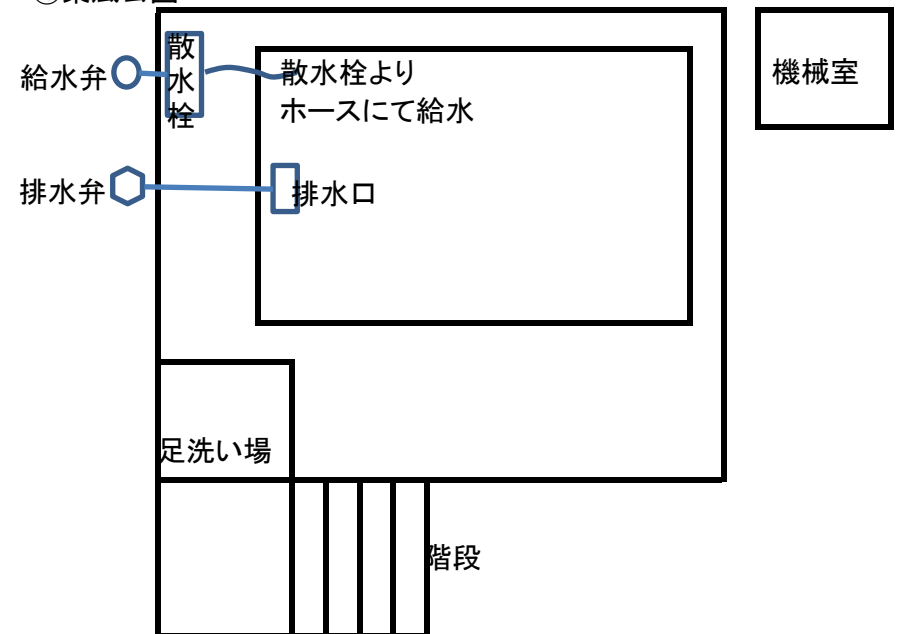 給水弁
散水栓
散水栓より
ホースにて給水
機械室
排水弁
排水口
足洗い場
階段